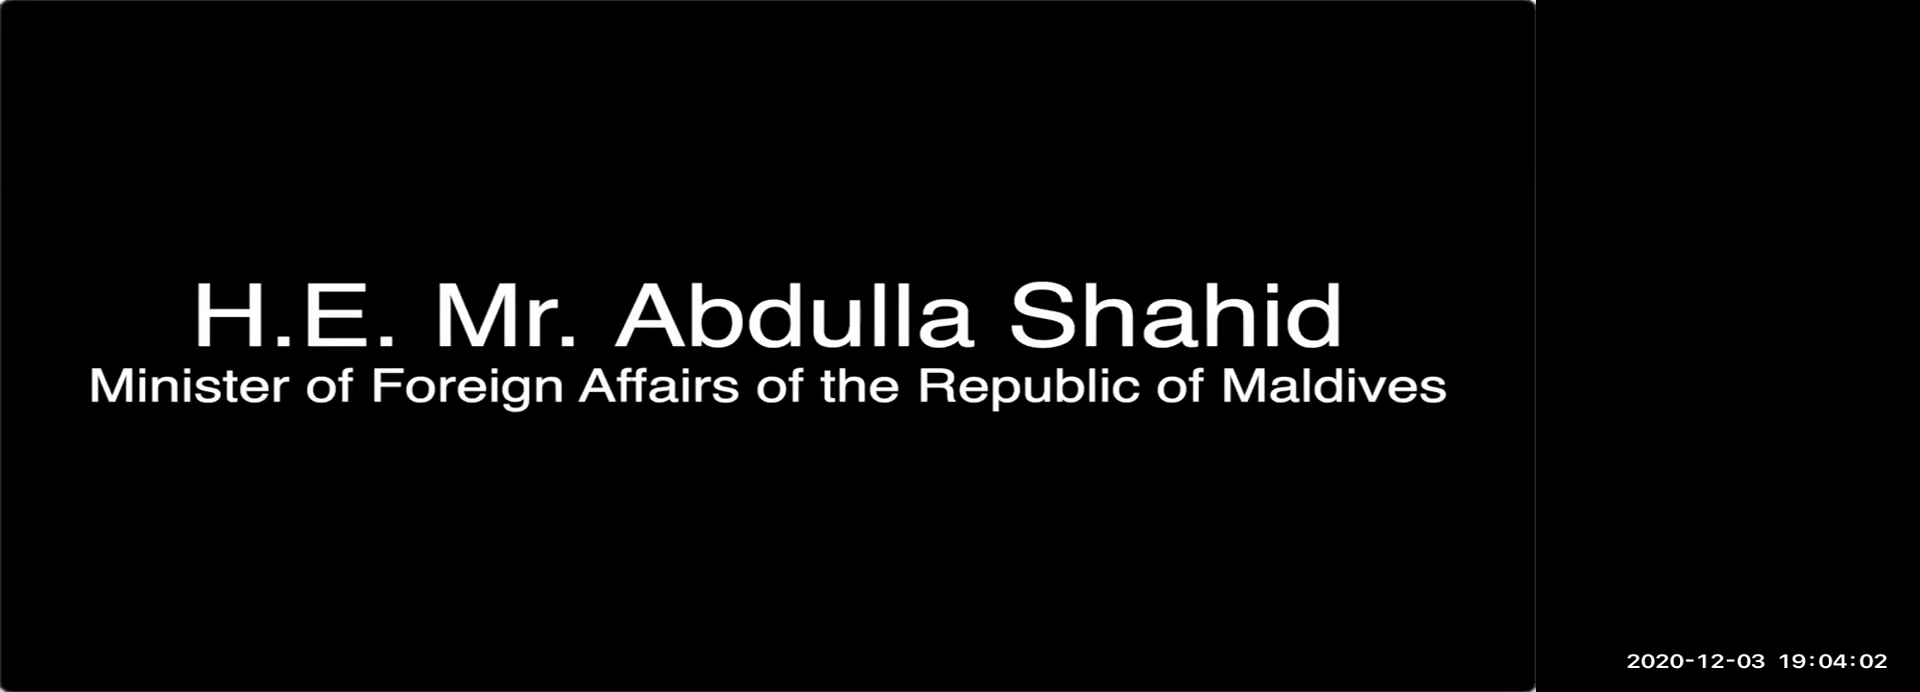 H.E. Mr. Abdulla Shahid
Minister of Foreign Affairs of the Republic of Maldives
2020-12-03 19:04:02